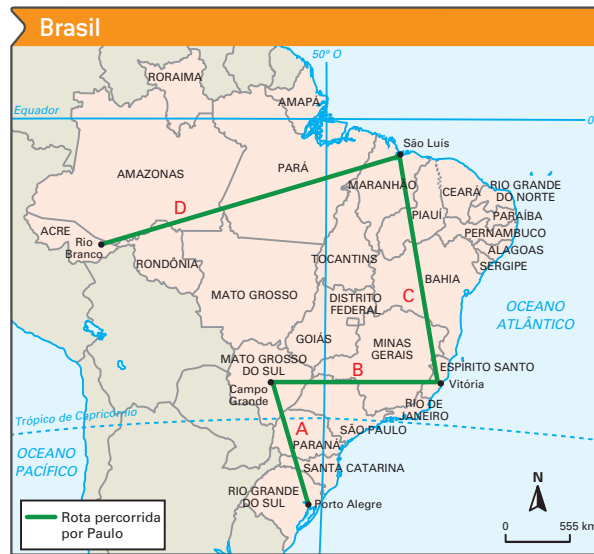 Brasil
50° O
RORAIMA
AMAPÁ
Equador
0
São Luís
AMAZONAS
PARÁ
MARANHÃO
CEARÁ
RIO GRANDE
DO NORTE
D
PARAÍBA
PIAUÍ
PERNAMBUCO
ACRE
Rio
Branco
ALAGOAS
SERGIPE
RONDÔNIA
TOCANTINS
BAHIA
MATO GROSSO
C
DISTRITO
FEDERAL
OCEANO
ATLÂNTICO
GOIÁS
MINAS
GERAIS
MATO GROSSO
DO SUL
B
ESPÍRITO SANTO
Campo
Grande
Vitória
RIO DE
JANEIRO
Trópico de Capricórnio
A
SÃO PAULO
PARANÁ
OCEANO
PACÍFICO
SANTA CATARINA
RIO GRANDE
DO SUL
Porto Alegre
N
Rota percorrida
por Paulo
0 555 km